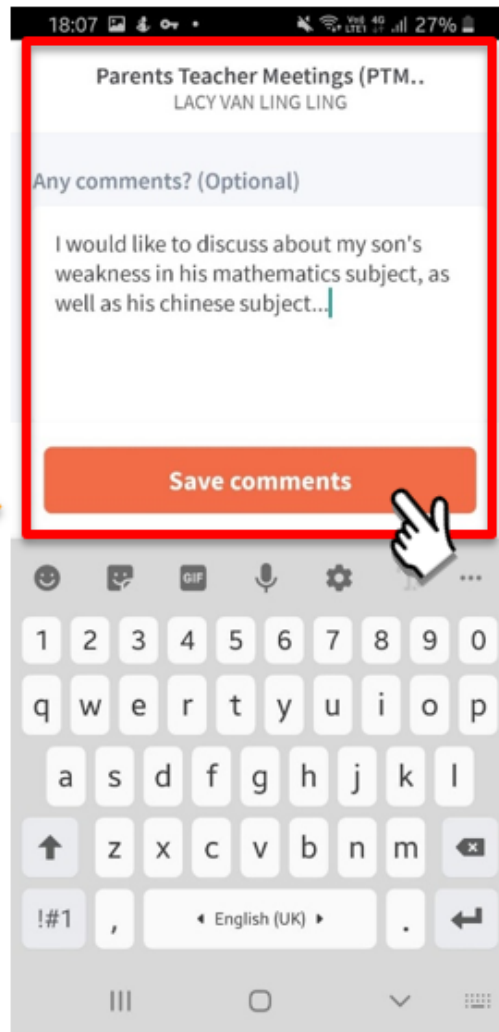 18:07 27%
Parents Teacher Meetings (PTM..
LACY VAN LING LING
Any comments? (Optional)
I would like to discuss about my son's
weakness in his mathematics subject, as
well as his chinese subject...
Save comments
GIF
1 2 3 4 5 6 7 8 9 0
q w e r t y u i o p
a s d f g h j k l
z x c v b n m
!#1 , English (UK) .